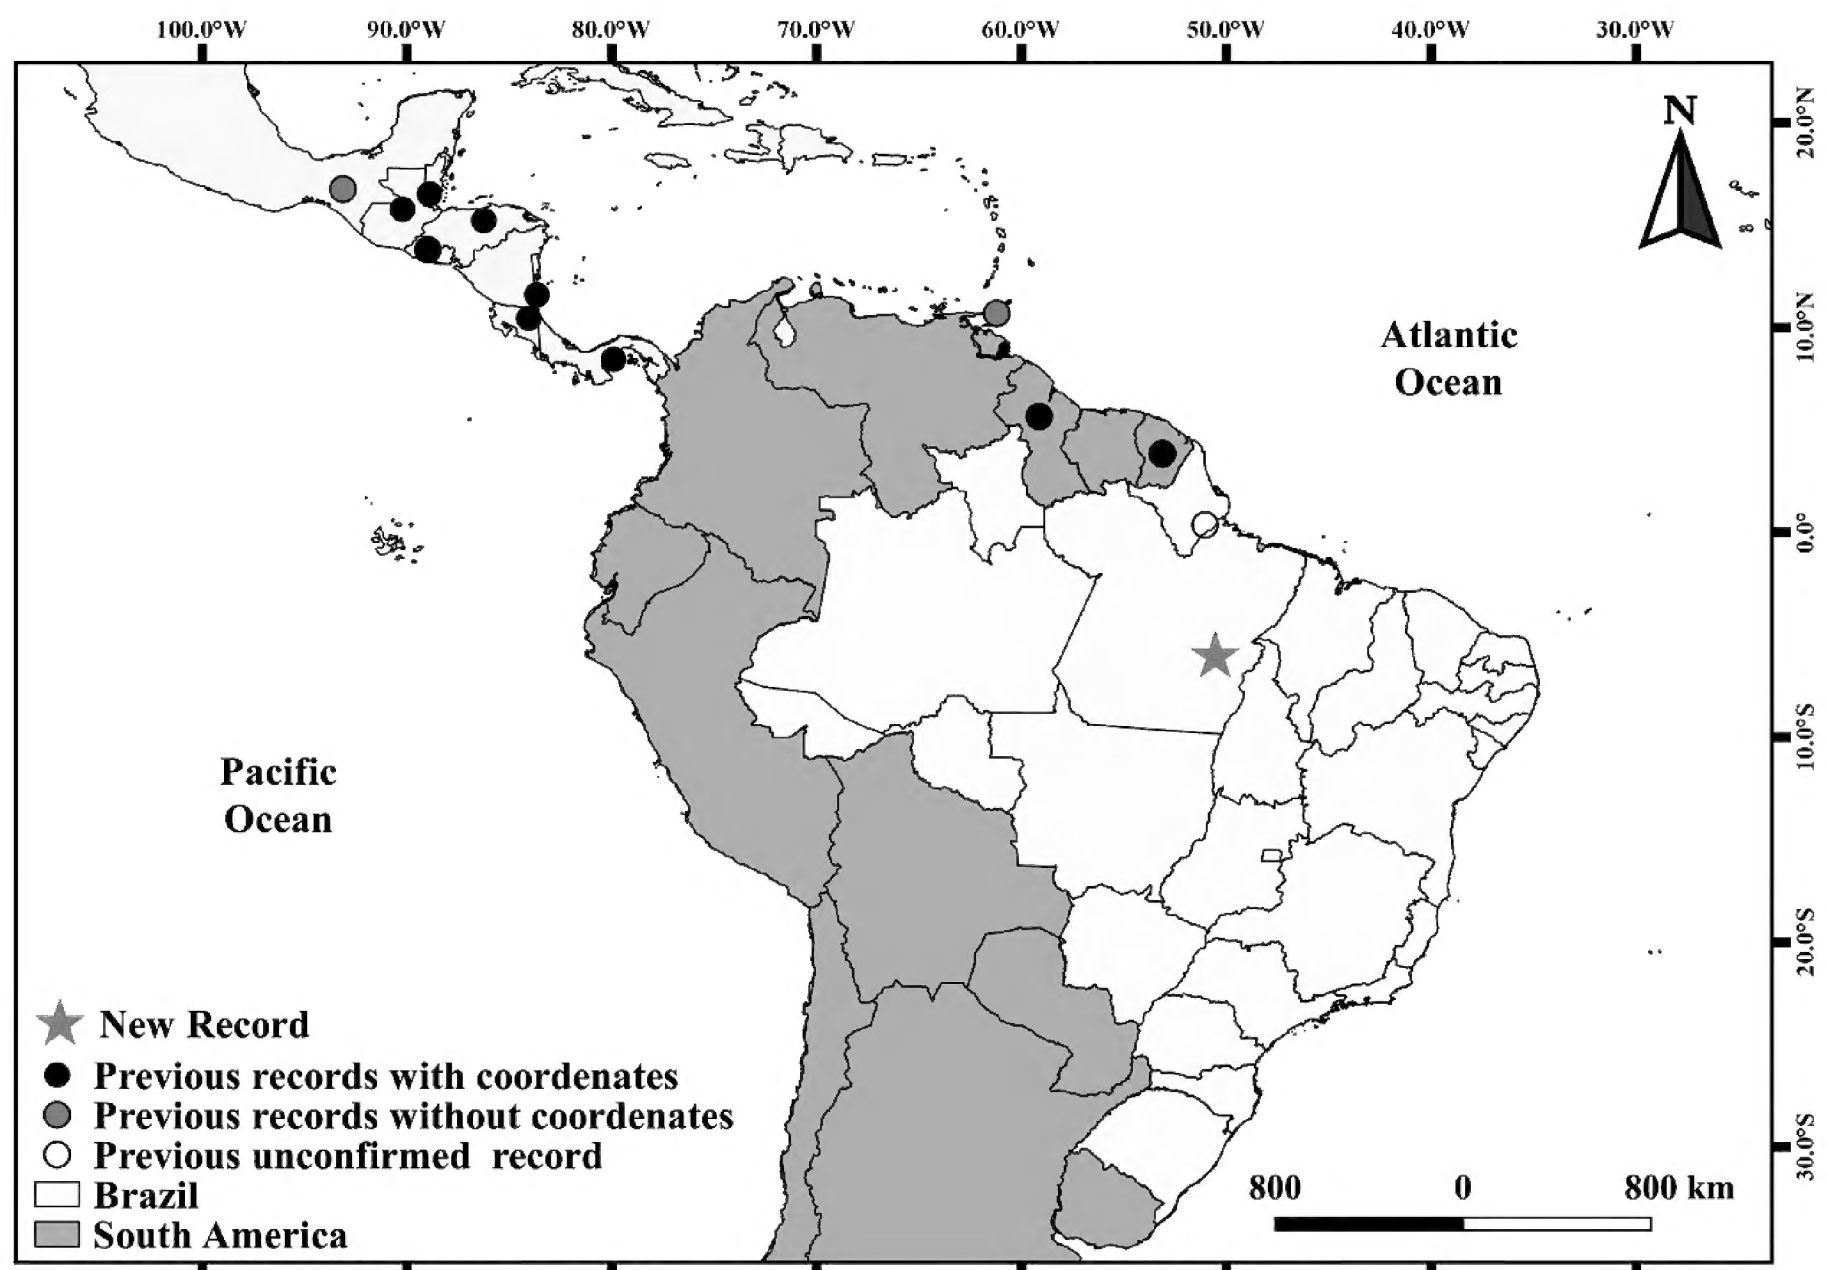 100.0°W 90.0°W 80.0°W 70.0°W 60.0°W 50.0°W 40.0°W 30.0°W
N
20.0°N
10.0°N
0.0°
10.0°S
20.0°S
30.0°S
Atlantic
Ocean
Pacific
Ocean
New Record
Previous records with coordenates
Previous records without coordenates
Previous unconfirmed record
Brazil
South America
800 0 800 km